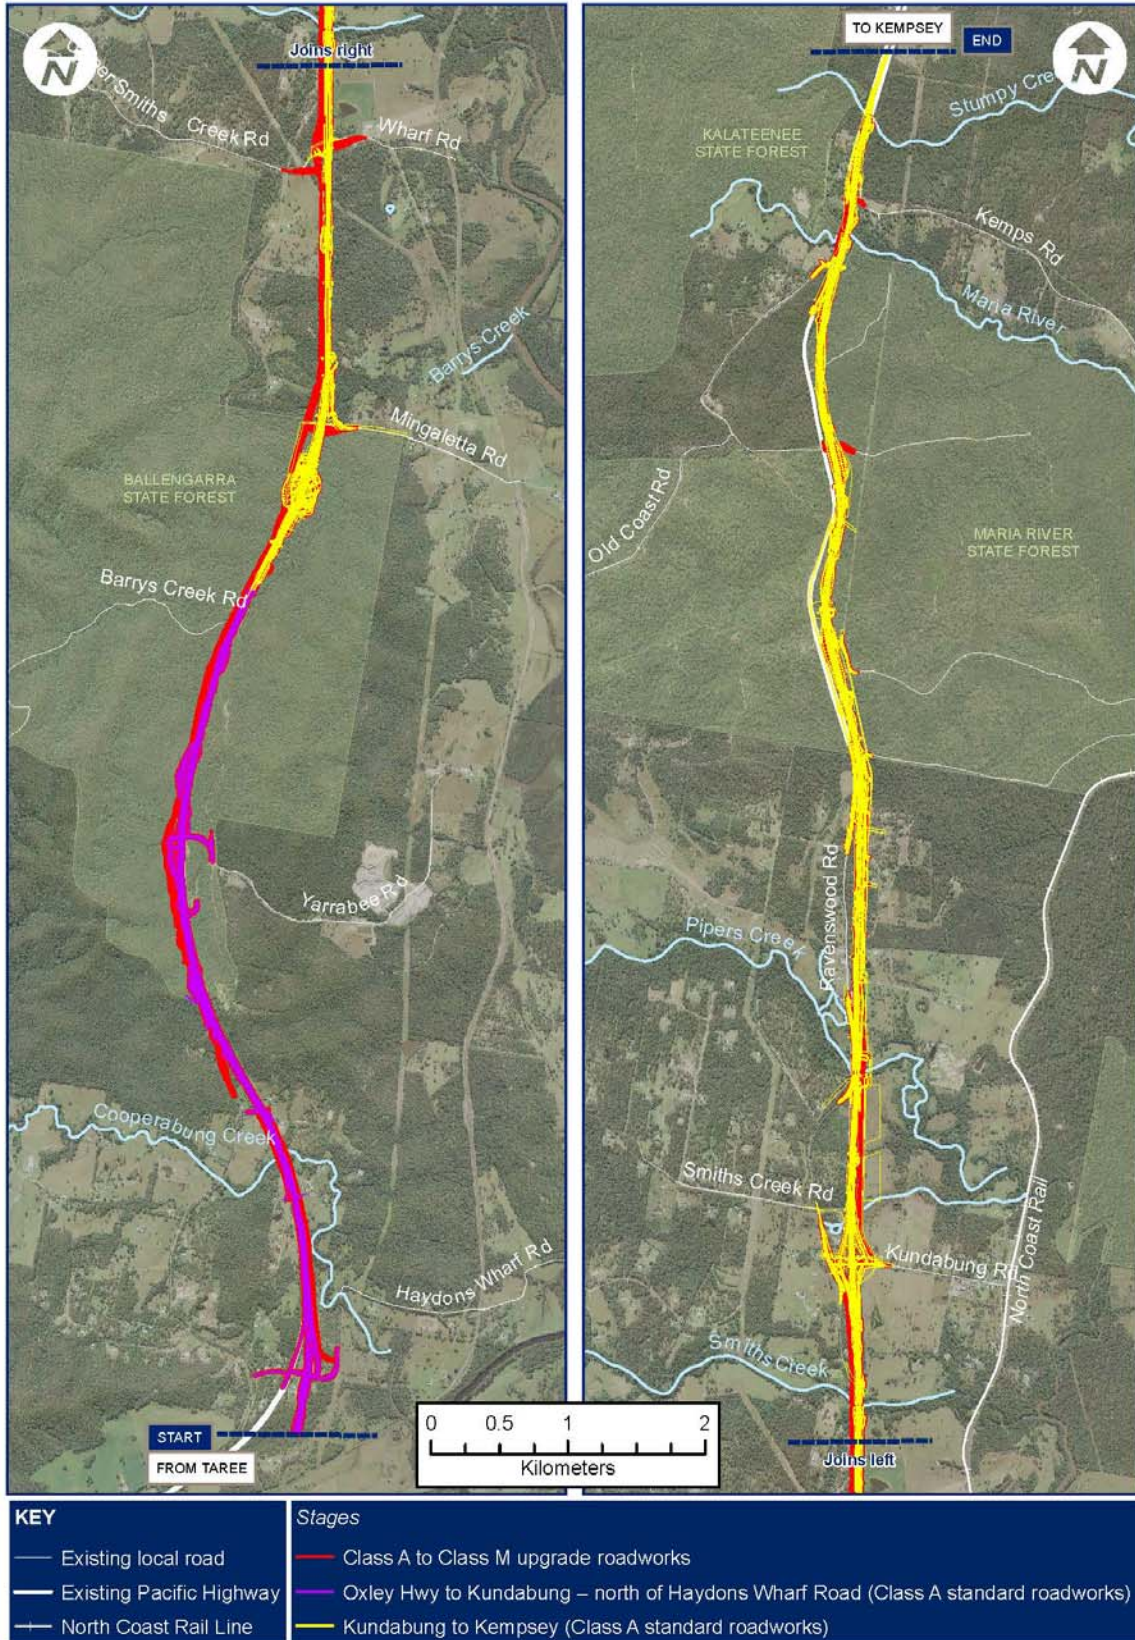 Joins right
N
er Smiths Creek Rd
Wharf Rd
Barrys Creek
Mingaletta Rd
BALLENGARRA
STATE FOREST
Barrys Creek Rd
Yarrabee Rd
Cooperabung Creek
Haydons Wharf Rd
START
FROM TAREE
TO KEMPSEY
END
N
Stumpy Cre
KALATEENEE
STATE FOREST
Kemps Rd
Maria River
Old Coast Rd
MARIA RIVER
STATE FOREST
Ravenswood Rd
Pipers Creek
Smiths Creek Rd
Kundabung Rd
North Coast Rail
Smiths Creek
Joins left
0 0.5 1 2
Kilometers
KEY
Existing local road
Existing Pacific Highway
North Coast Rail Line
Stages
Class A to Class M upgrade roadworks
Oxley Hwy to Kundabung – north of Haydons Wharf Road (Class A standard roadworks)
Kundabung to Kempsey (Class A standard roadworks)